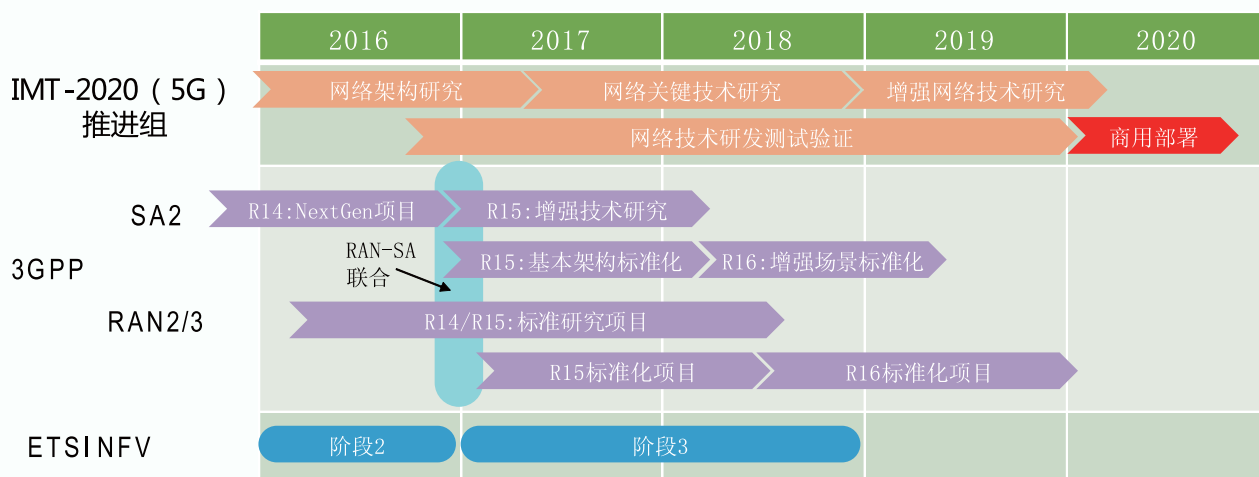 2016 2017 2018 2019 2020
IMT-2020（5G）
推进组
网络架构研究 网络关键技术研究 增强网络技术研究
网络技术研发测试验证 商用部署
SA2
R14:NextGen项目 R15:增强技术研究
3GPP
RAN-SA
联合
R15:基本架构标准化 R16:增强场景标准化
RAN2/3
R14/R15:标准研究项目
R15标准化项目 R16标准化项目
ETSI NFV
阶段2 阶段3